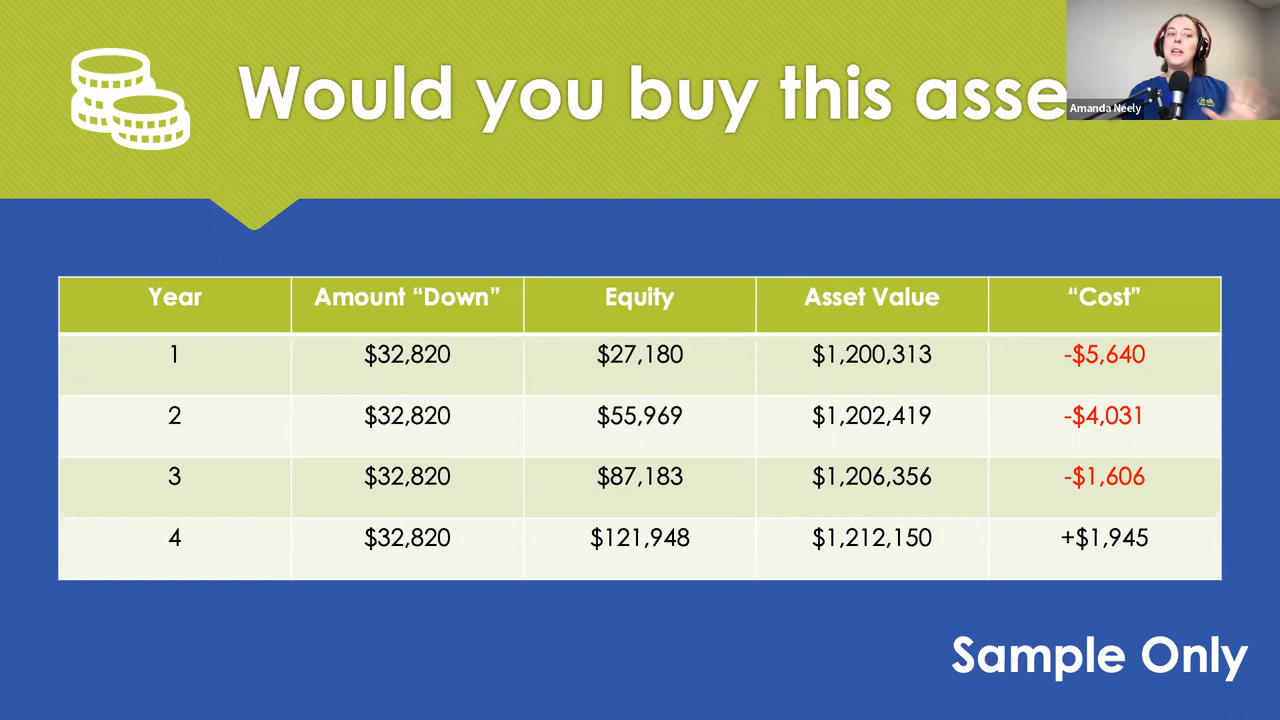 Would you buy this asse
Amanda Neely
Year Amount “Down” Equity Asset Value “Cost”
1 $32,820 $27,180 $1,200,313 -$5,640
2 $32,820 $55,969 $1,202,419 -$4,031
3 $32,820 $87,183 $1,206,356 -$1,606
4 $32,820 $121,948 $1,212,150 +$1,945
Sample Only